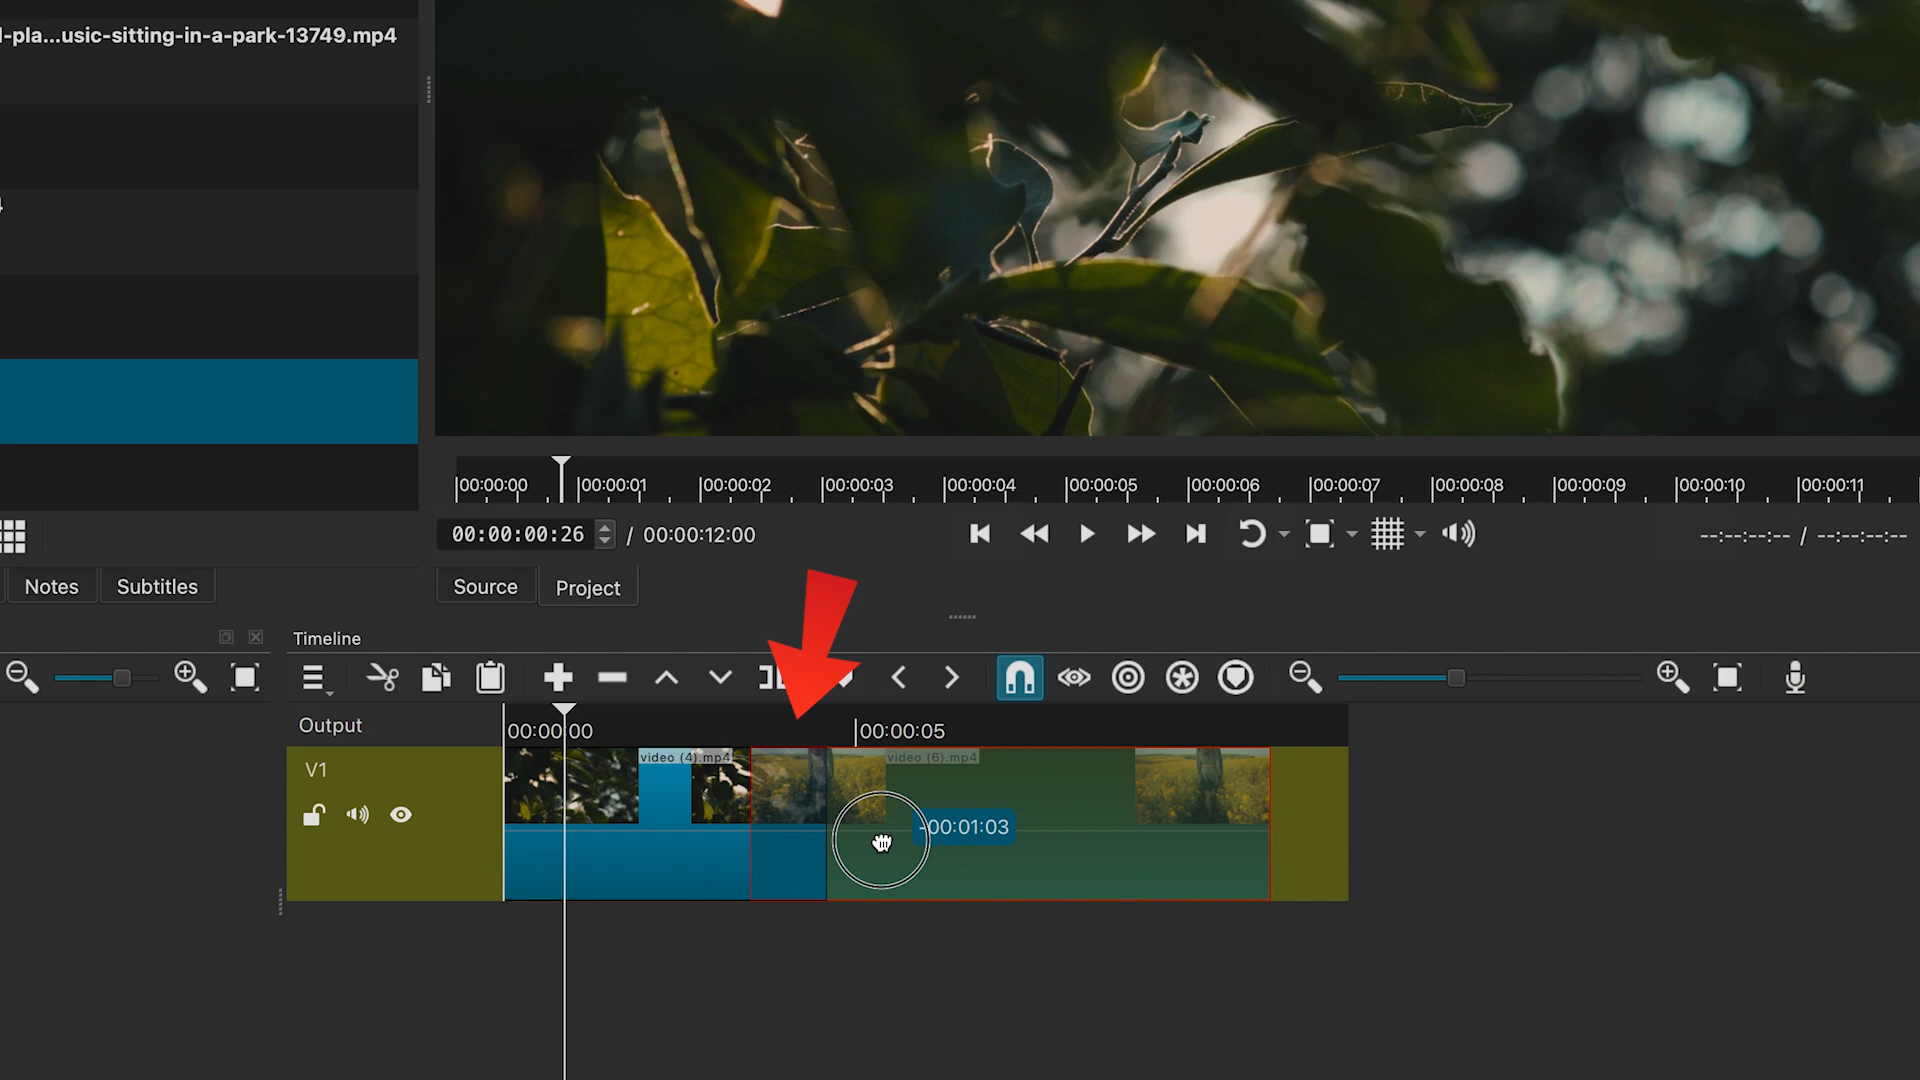 l-pla...usic-sitting-in-a-park-13749.mp4
4
00:00:00 00:00:01 00:00:02 00:00:03 00:00:04 00:00:05 00:00:06 00:00:07 00:00:08 00:00:09 00:00:10 00:00:11
00:00:00:26 / 00:00:12:00 --:--:--:-- / --:--:--:--
Notes Subtitles Source Project
Timeline
Output 00:00:00 00:00:05
V1 video (4).mp4 video (6).mp4
-00:01:03